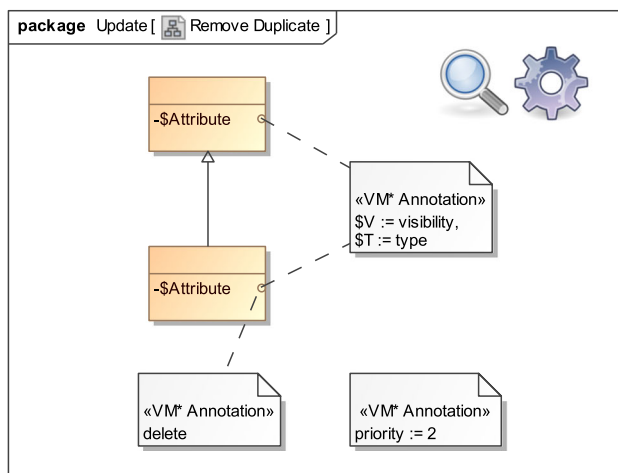 package Update [ Remove Duplicate ]
-$Attribute
«VM* Annotation»
$V := visibility,
$T := type
-$Attribute
«VM* Annotation»
delete
«VM* Annotation»
priority := 2